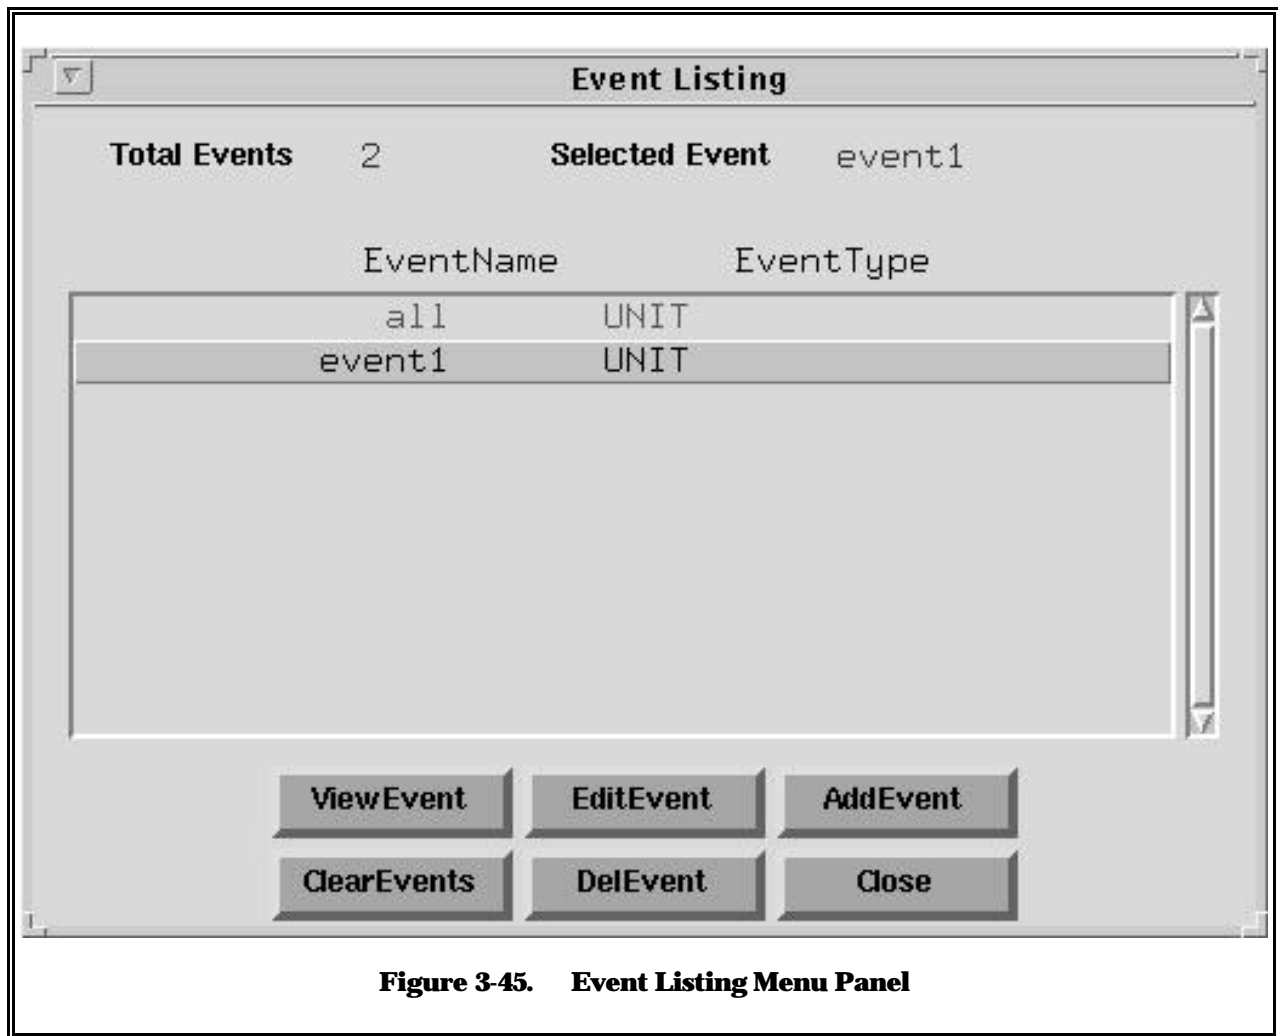 Event Listing
Total Events 2 Selected Event event1
EventName EventType
all UNIT
event1 UNIT
ViewEvent EditEvent AddEvent
ClearEvents DelEvent Close
Figure 3-45. Event Listing Menu Panel